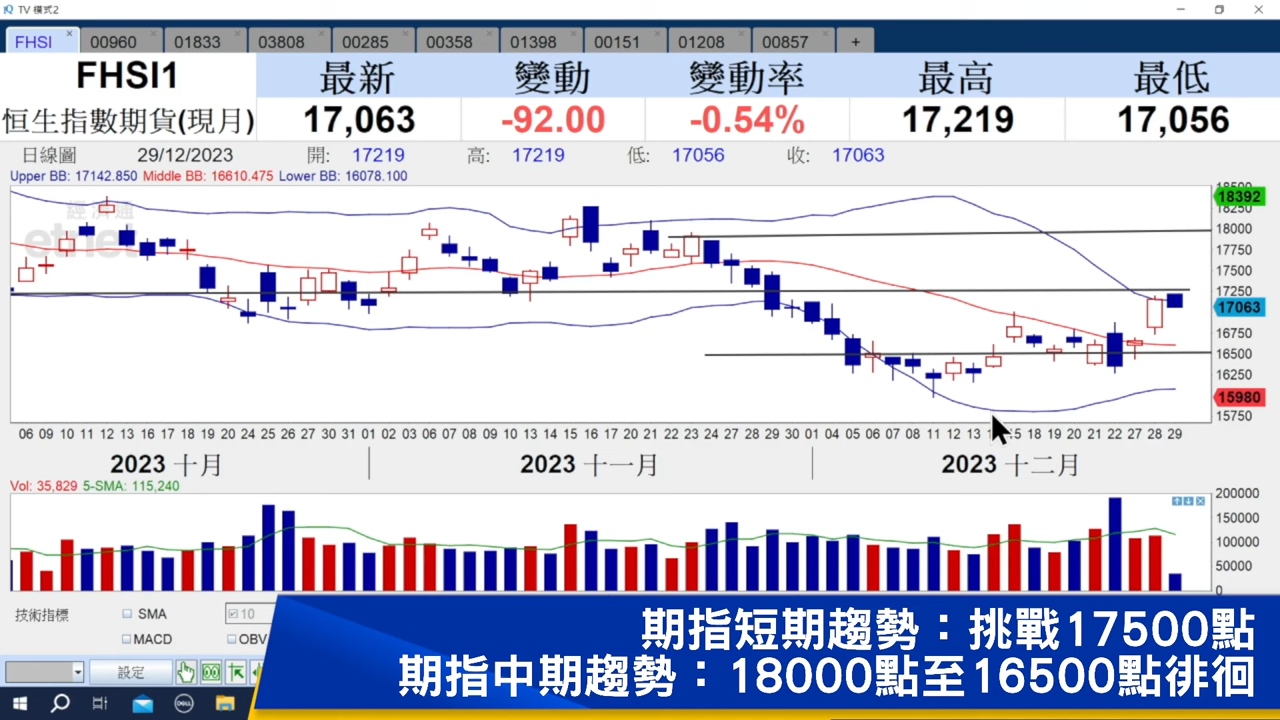 TV 模式2
FHSI 00960 01833 03808 00285 00358 01398 00151 01208 00857 +
FHSI1 最新 變動 變動率 最高 最低
恒生指數期貨(現月) 17,063 -92.00 -0.54% 17,219 17,056
日線圖 29/12/2023 開: 17219 高: 17219 低: 17056 收: 17063
Upper BB: 17142.850 Middle BB: 16610.475 Lower BB: 16078.100
經濟通
etnet
18500
18392
18250
18000
17750
17500
17250
17063
16750
16500
16250
15980
15750
06 09 10 11 12 13 16 17 18 19 20 24 25 26 27 30 31 01 02 03 06 07 08 09 10 13 14 15 16 17 20 21 22 23 24 27 28 29 30 01 04 05 06 07 08 11 12 13 15 18 19 20 21 22 27 28 29
2023 十月 2023 十一月 2023 十二月
Vol: 35,829 5-SMA: 115,240
200000
150000
100000
50000
0
技術指標 SMA 10
MACD OBV
設定
期指短期趨勢：挑戰17500點
期指中期趨勢：18000點至16500點徘徊
DELL